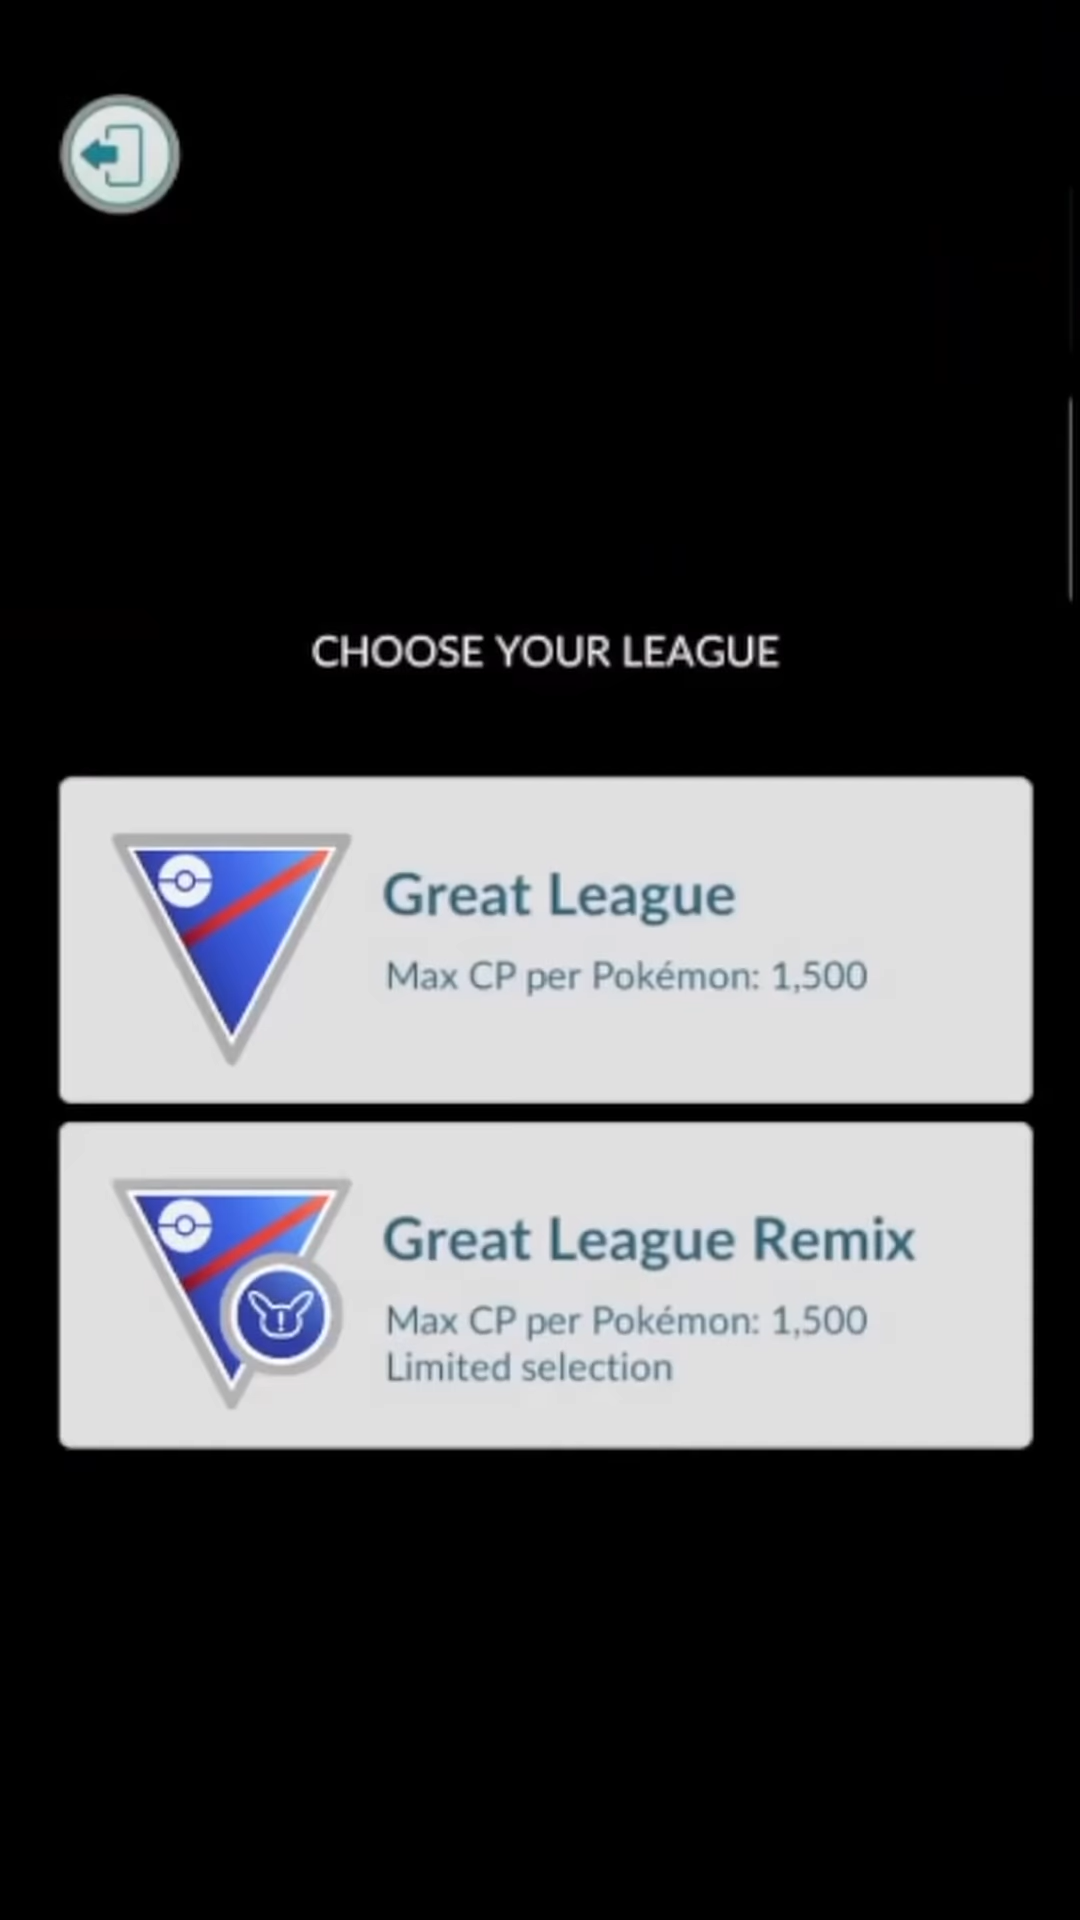 CHOOSE YOUR LEAGUE
Great League
Max CP per Pokémon: 1,500
Great League Remix
Max CP per Pokémon: 1,500
Limited selection